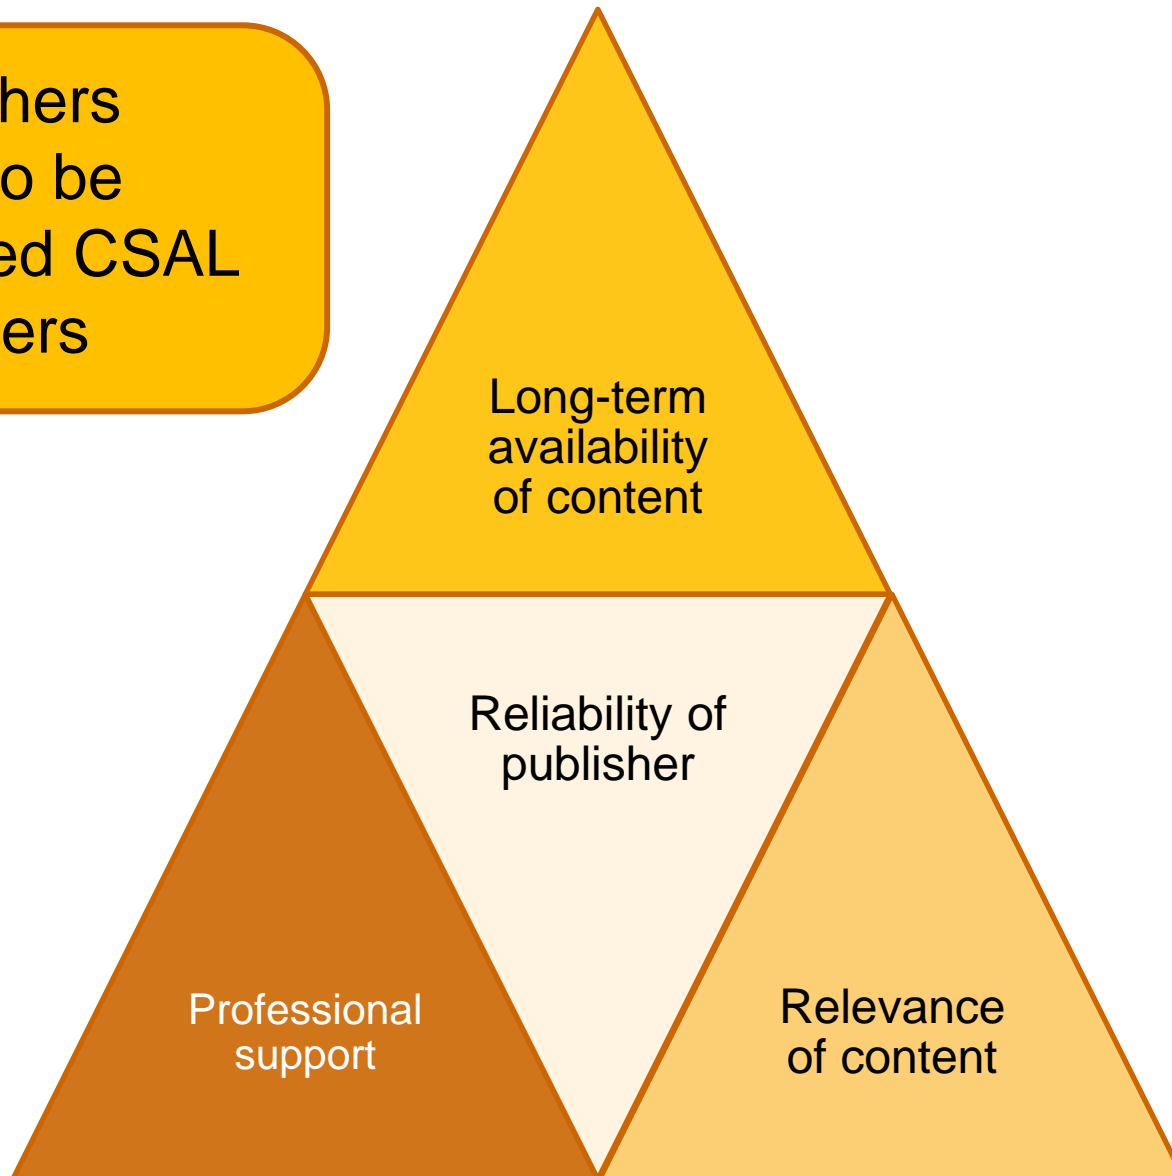 hers
o be
ed CSAL
ers
Long-term
availability
of content
Reliability of
publisher
Professional
support
Relevance
of content